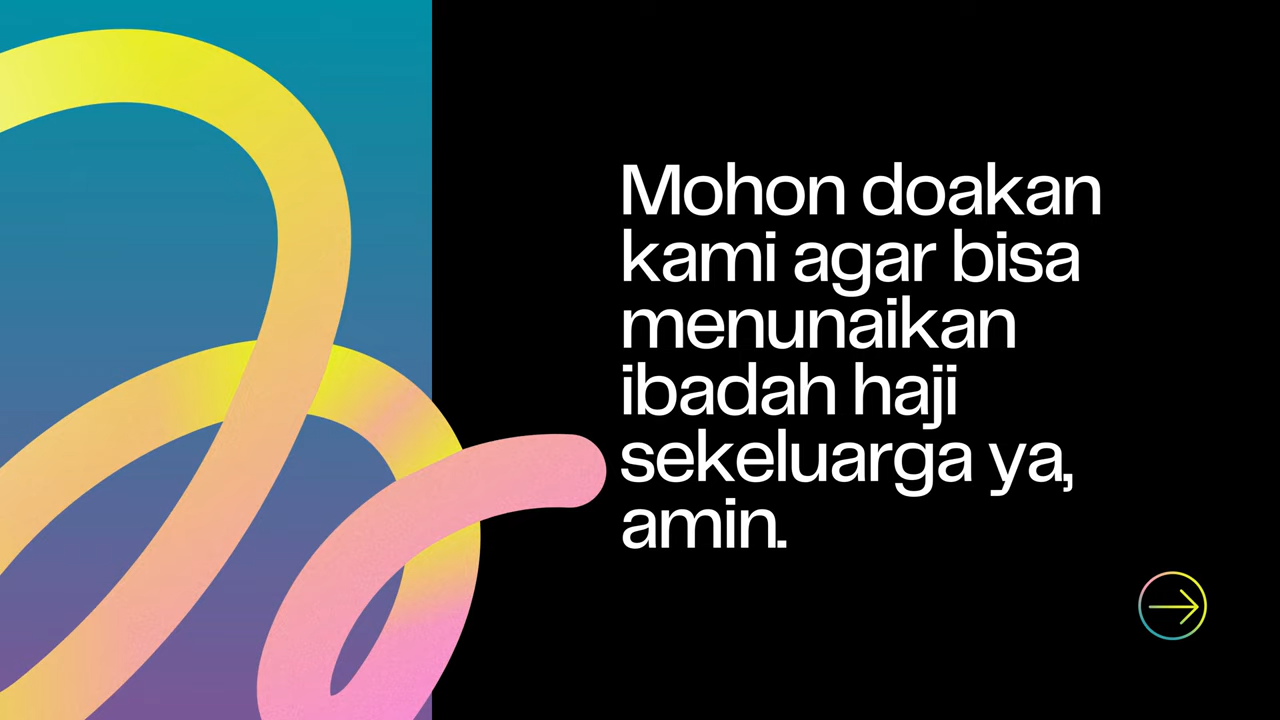 Mohon doakan
kami agar bisa
menunaikan
ibadah haji
sekeluarga ya,
amin.